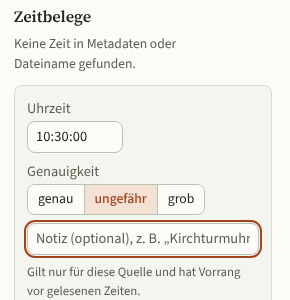 Zeitbelege
Keine Zeit in Metadaten oder
Dateiname gefunden.
Uhrzeit
10:30:00
Genauigkeit
genau ungefähr grob
Notiz (optional), z. B. „Kirchturmuhr
Gilt nur für diese Quelle und hat Vorrang
vor gelesenen Zeiten.